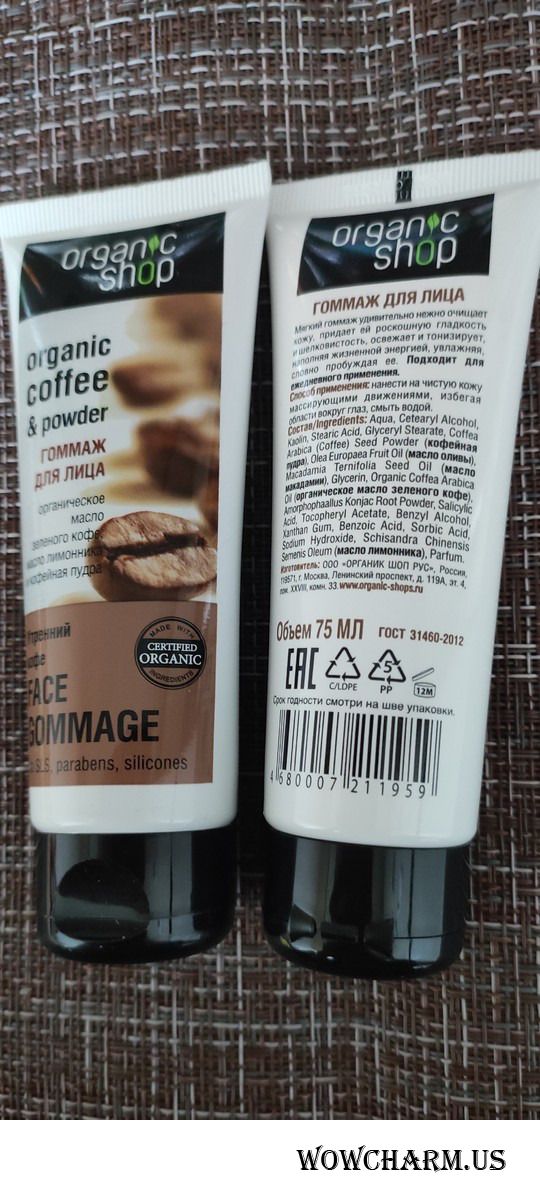 organic
shop
organic
coffee
& powder
ГОММАЖ
ДЛЯ ЛИЦА
органическое
масло
зеленого кофе,
масло лимонника
кофейная пудра
Утренний
кофе
FACE
GOMMAGE
SLS, parabens, silicones
MADE WITH
CERTIFIED
ORGANIC
INGREDIENTS
organic
shop
ГОММАЖ ДЛЯ ЛИЦА
Мягкий гоммаж удивительно нежно очищает
кожу, придает ей роскошную гладкость
и шелковистость, освежает и тонизирует,
наполняя жизненной энергией, увлажняя,
словно пробуждая ее. Подходит для
ежедневного применения.
Способ применения: нанести на чистую кожу
массирующими движениями, избегая
области вокруг глаз, смыть водой.
Состав/Ingredients: Aqua, Cetearyl Alcohol,
Kaolin, Stearic Acid, Glyceryl Stearate, Coffea
Arabica (Coffee) Seed Powder (кофейная
пудра), Olea Europaea Fruit Oil (масло оливы),
Macadamia Ternifolia Seed Oil (масло
макадамии), Glycerin, Organic Coffea Arabica
Oil (органическое масло зеленого кофе),
Amorphophallus Konjac Root Powder, Salicylic
Acid, Tocopheryl Acetate, Benzyl Alcohol,
Xanthan Gum, Benzoic Acid, Sorbic Acid,
Sodium Hydroxide, Schisandra Chinensis
Semenis Oleum (масло лимонника), Parfum.
Изготовитель: ООО «ОРГАНИК ШОП РУС», Россия,
119571, г. Москва, Ленинский проспект, д. 119А, эт. 4,
пом. XXVIII, комн. 33. www.organic-shops.ru
Объем 75 МЛ ГОСТ 31460-2012
EAC
C/LDPE
5
PP
12M
Срок годности смотри на шве упаковки.
4 680007 211959
WOWCHARM.US